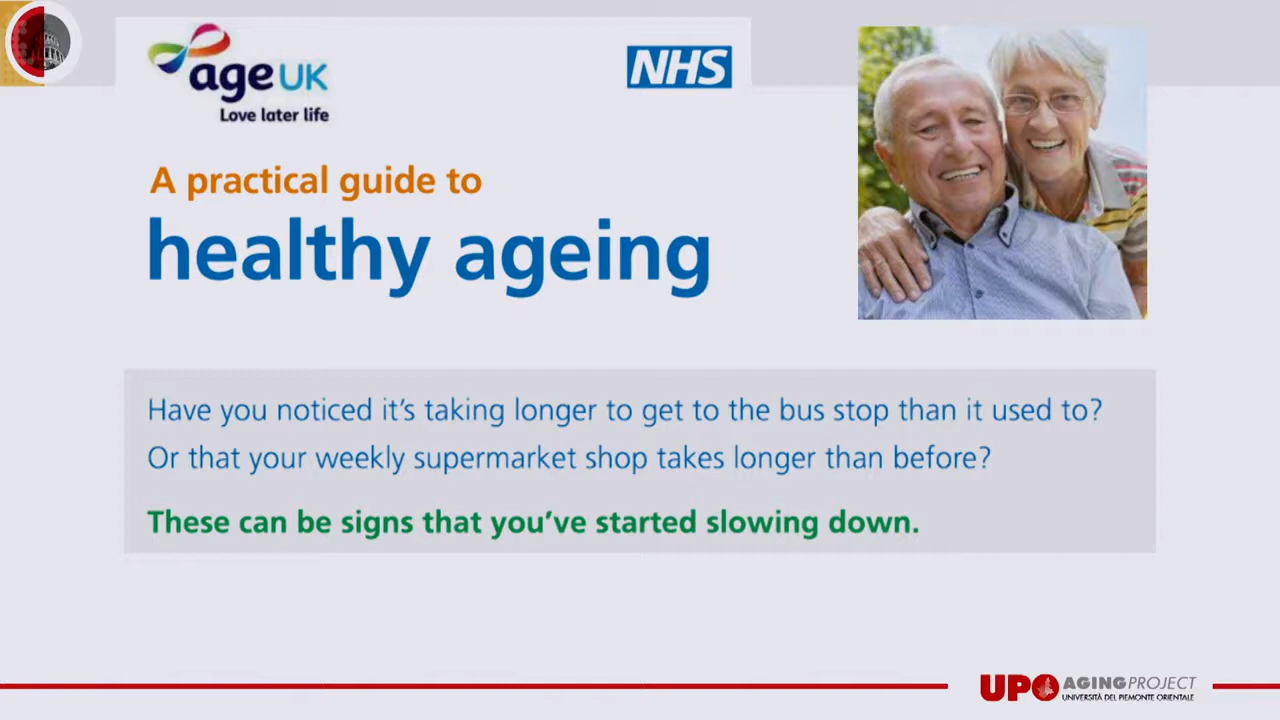 age UK
Love later life
NHS
A practical guide to
healthy ageing
Have you noticed it's taking longer to get to the bus stop than it used to?
Or that your weekly supermarket shop takes longer than before?
These can be signs that you've started slowing down.
UPO AGINGPROJECT
UNIVERSITÀ DEL PIEMONTE ORIENTALE